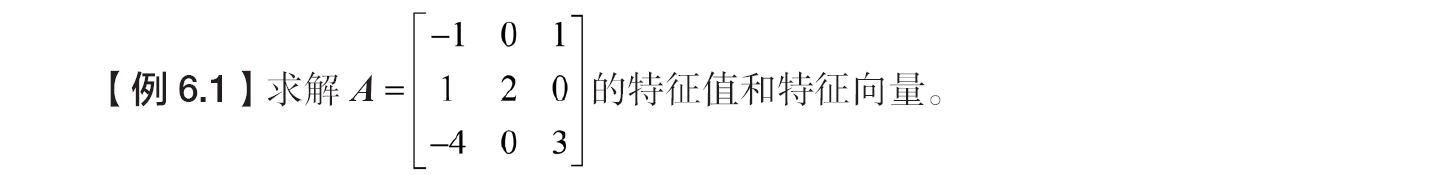 【例 6.1】求解 A = [-1 0 1; 1 2 0; -4 0 3] 的特征值和特征向量。